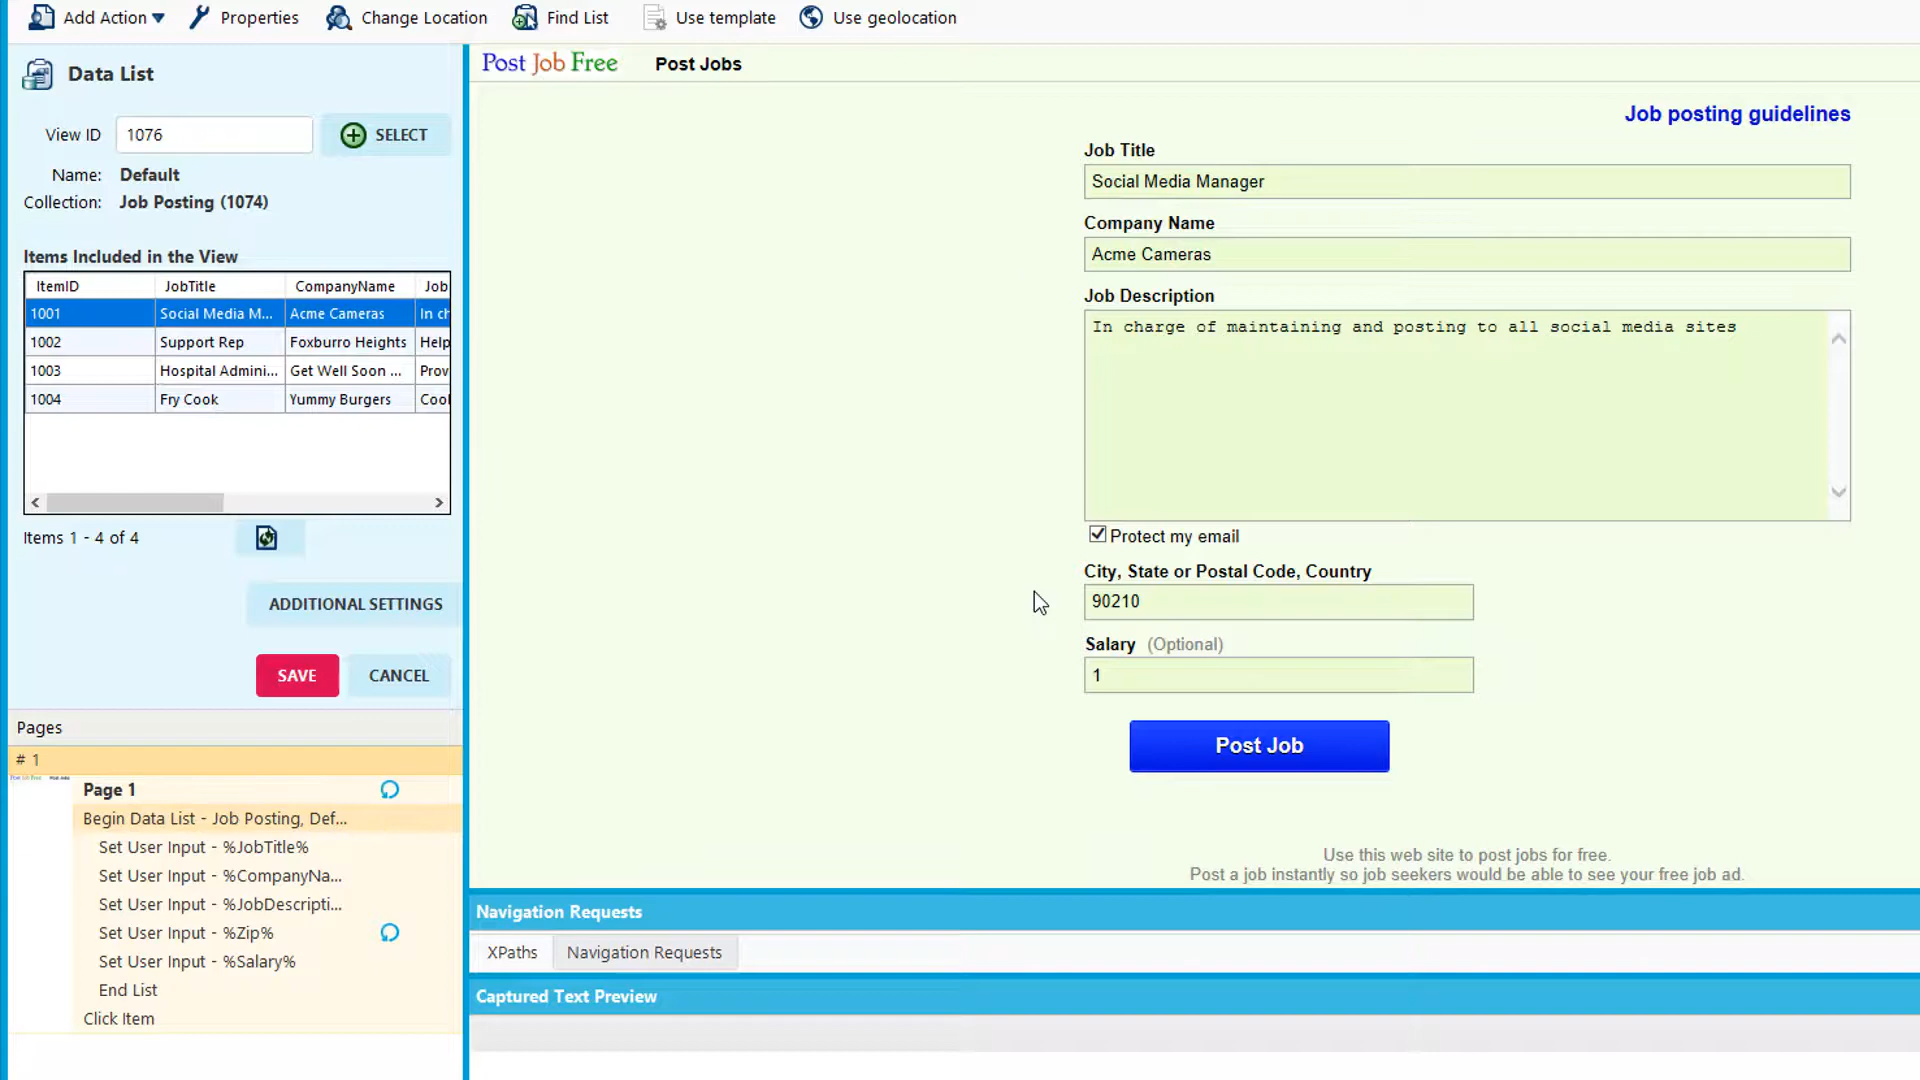 Add Action
Properties
Change Location
Find List
Use template
Use geolocation
Data List
View ID 1076 SELECT
Name: Default
Collection: Job Posting (1074)
Items Included in the View
ItemID JobTitle CompanyName Job
1001 Social Media M... Acme Cameras In ch
1002 Support Rep Foxburro Heights Help
1003 Hospital Admini... Get Well Soon ... Prov
1004 Fry Cook Yummy Burgers Cool
Items 1 - 4 of 4
ADDITIONAL SETTINGS
SAVE CANCEL
Pages
# 1
Page 1
Begin Data List - Job Posting, Def...
Set User Input - %JobTitle%
Set User Input - %CompanyNa...
Set User Input - %JobDescripti...
Set User Input - %Zip%
Set User Input - %Salary%
End List
Click Item
Post Job Free Post Jobs
Job posting guidelines
Job Title
Social Media Manager
Company Name
Acme Cameras
Job Description
In charge of maintaining and posting to all social media sites
Protect my email
City, State or Postal Code, Country
90210
Salary (Optional)
1
Post Job
Use this web site to post jobs for free.
Post a job instantly so job seekers would be able to see your free job ad.
Navigation Requests
XPaths Navigation Requests
Captured Text Preview